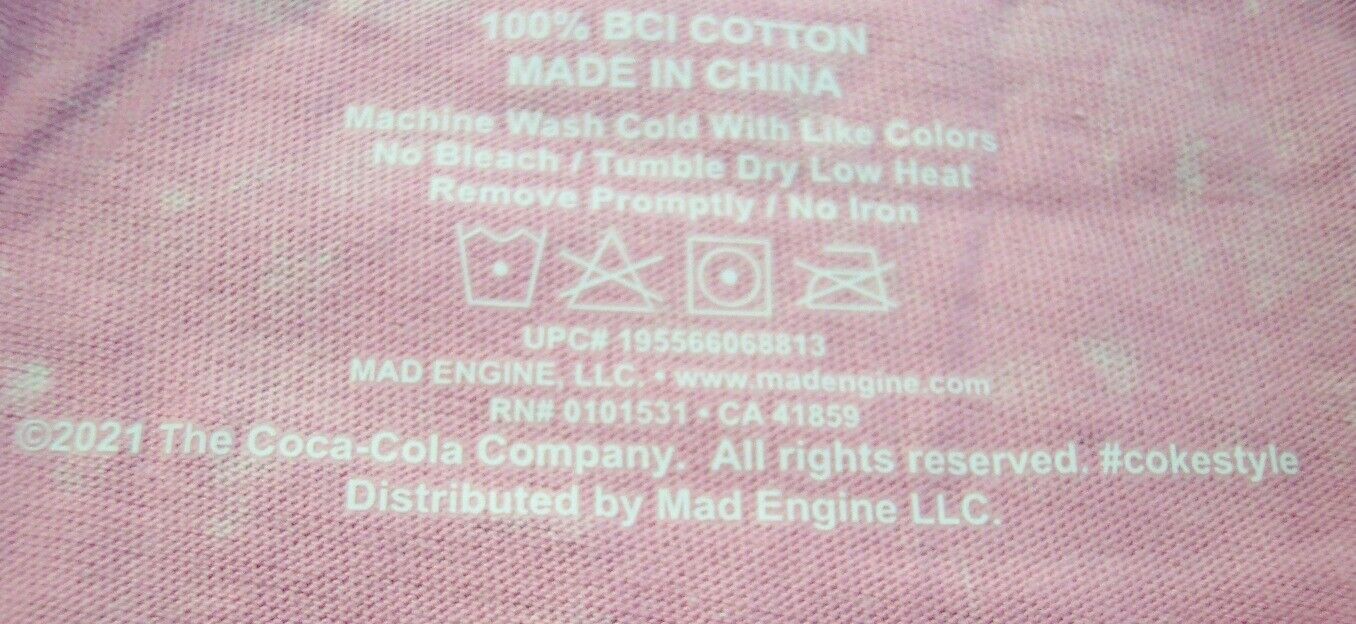 100% BCI COTTON
MADE IN CHINA
Machine Wash Cold With Like Colors
No Bleach / Tumble Dry Low Heat
Remove Promptly / No Iron
UPC# 195566068813
MAD ENGINE, LLC. • www.madengine.com
RN# 0101531 • CA 41859
©2021 The Coca-Cola Company.  All rights reserved. #cokestyle
Distributed by Mad Engine LLC.